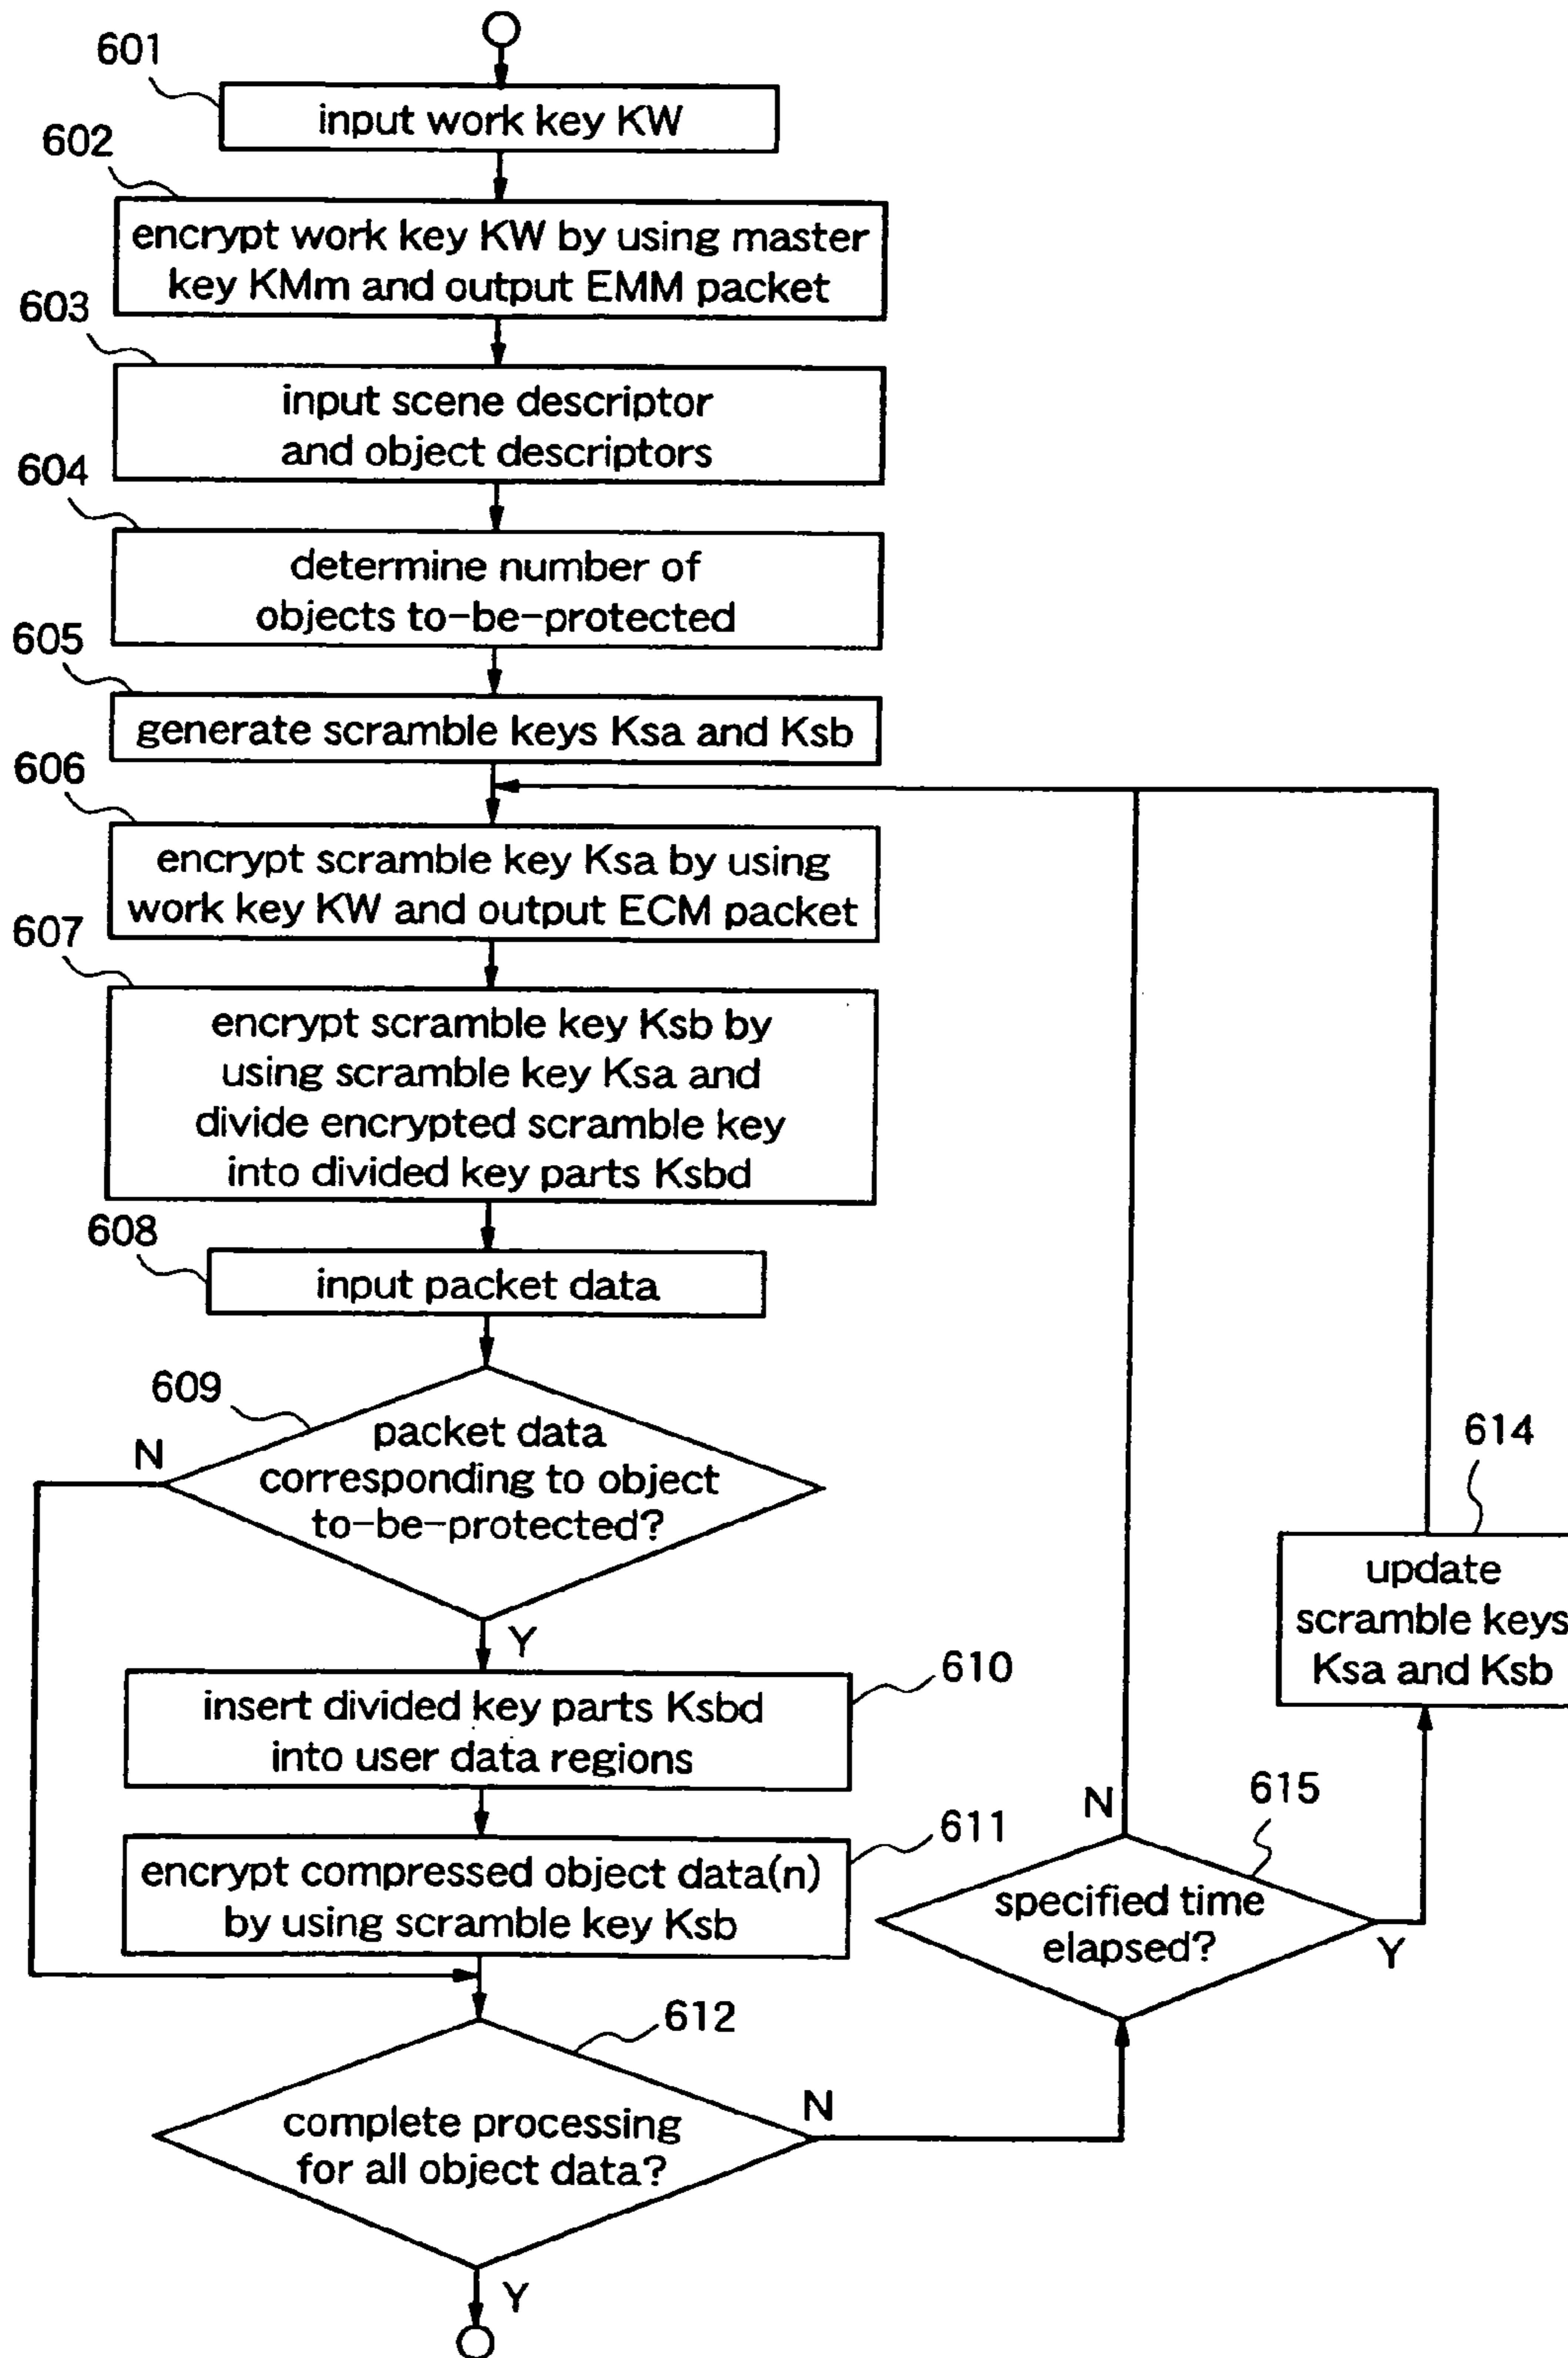 601
input work key KW
602
encrypt work key KW by using master
key KMm and output EMM packet
603
input scene descriptor
and object descriptors
604
determine number of
objects to-be-protected
605
generate scramble keys Ksa and Ksb
606
encrypt scramble key Ksa by using
work key KW and output ECM packet
607
encrypt scramble key Ksb by
using scramble key Ksa and
divide encrypted scramble key
into divided key parts Ksbd
608
input packet data
609
N
packet data
corresponding to object
to-be-protected?
Y
610
insert divided key parts Ksbd
into user data regions
611
encrypt compressed object data(n)
by using scramble key Ksb
612
complete processing
for all object data?
N
Y
615
specified time
elapsed?
N
Y
614
update
scramble keys
Ksa and Ksb